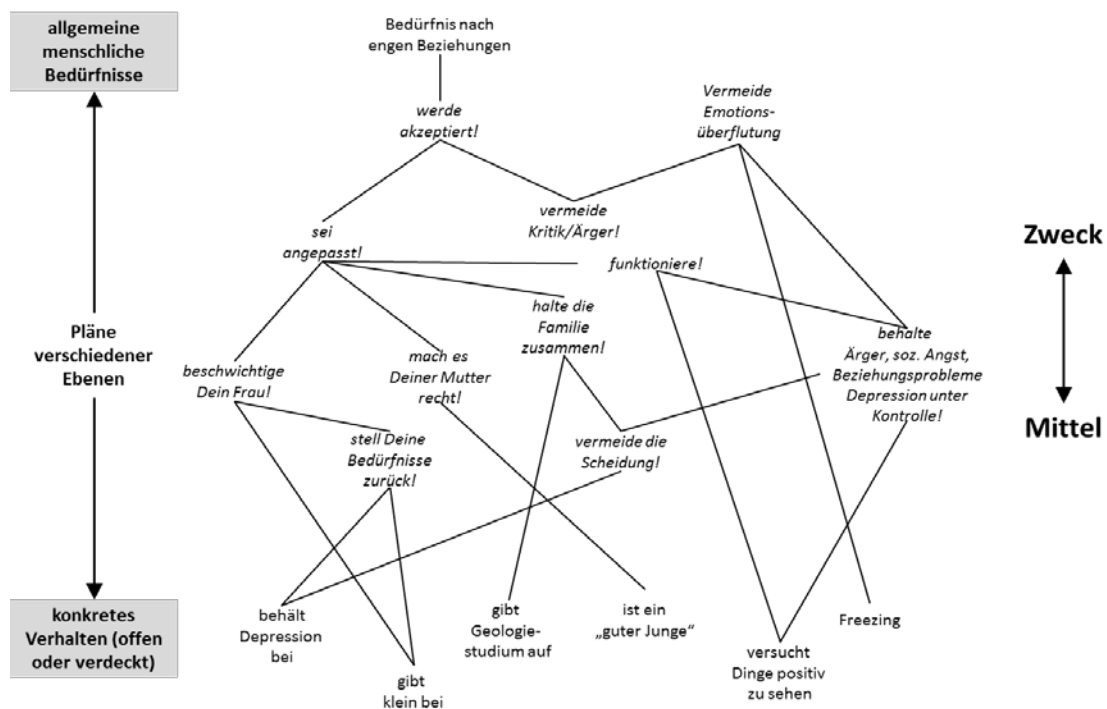 allgemeine
menschliche
Bedürfnisse
Bedürfnis nach
engen Beziehungen
werde
akzeptiert!
Vermeide
Emotions-
überflutung
vermeide
Kritik/Ärger!
sei
angepasst!
funktioniere!
Zweck
halte die
Familie
zusammen!
Pläne
verschiedener
Ebenen
beschwichtige
Dein Frau!
mach es
Deiner Mutter
recht!
behalte
Ärger, soz. Angst,
Beziehungsprobleme
Depression unter
Kontrolle!
Mittel
stell Deine
Bedürfnisse
zurück!
vermeide die
Scheidung!
konkretes
Verhalten (offen
oder verdeckt)
behält
Depression
bei
gibt
klein bei
gibt
Geologie-
studium auf
ist ein
„guter Junge“
versucht
Dinge positiv
zu sehen
Freezing